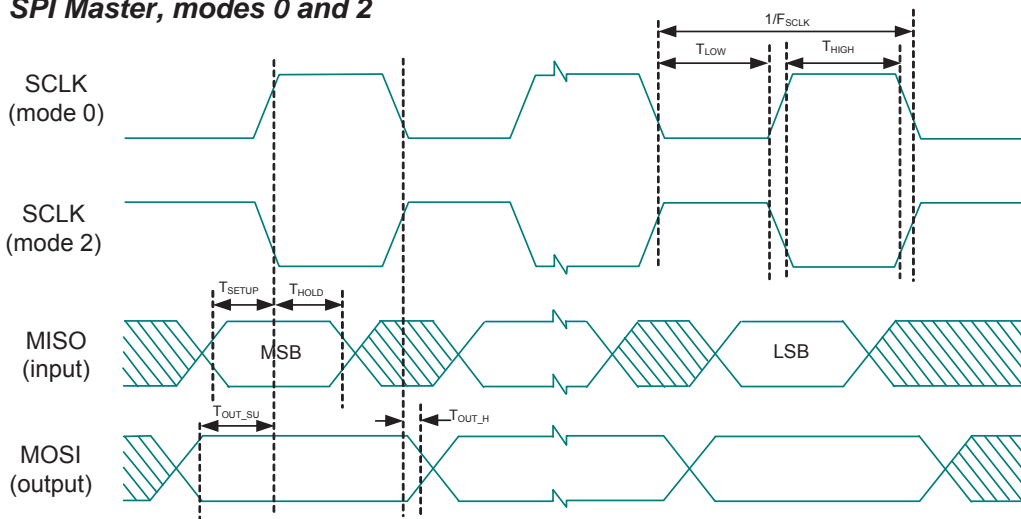 SPI Master, modes 0 and 2
1/FSCLK
TLOW
THIGH
SCLK
(mode 0)
SCLK
(mode 2)
TSETUP
THOLD
MISO
(input)
MSB
LSB
TOUT_SU
TOUT_H
MOSI
(output)